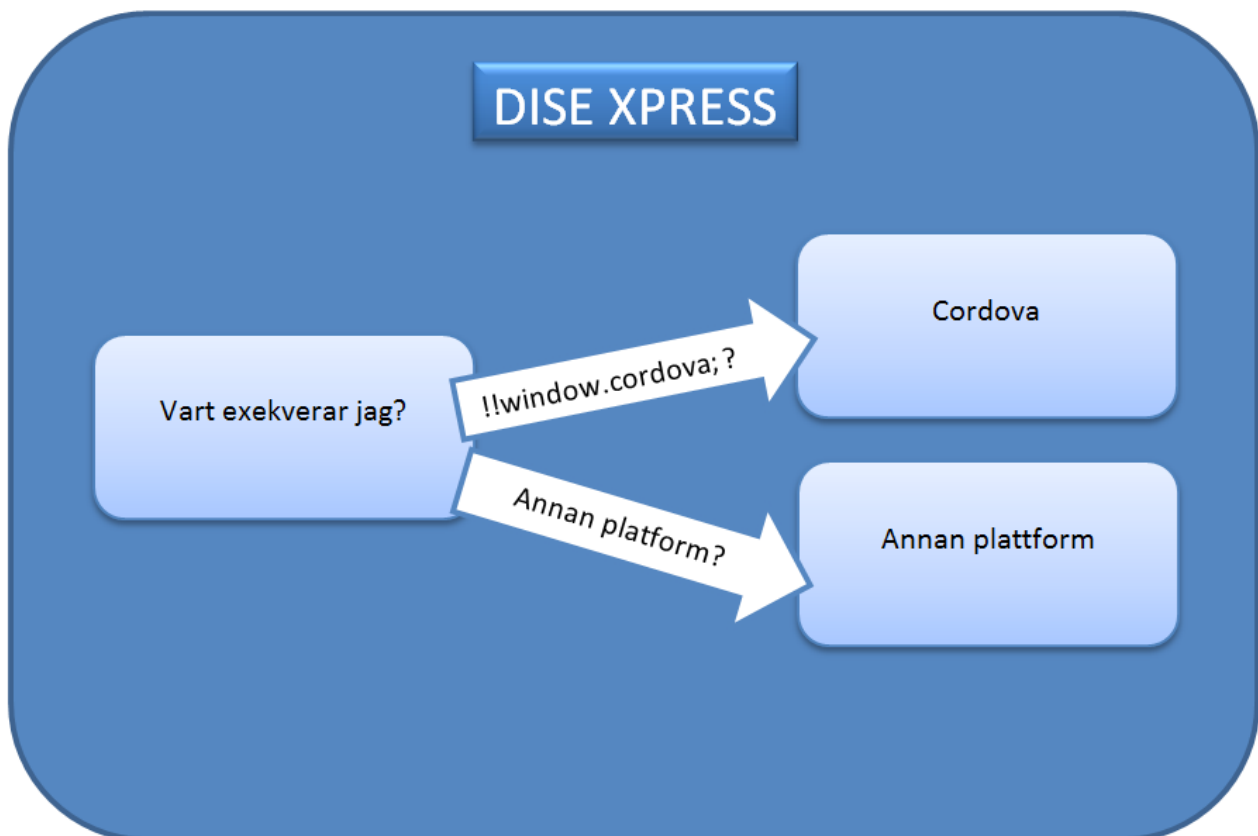 DISE XPRESS
Vart exekverar jag?
!!window.cordova; ?
Cordova
Annan platform?
Annan plattform